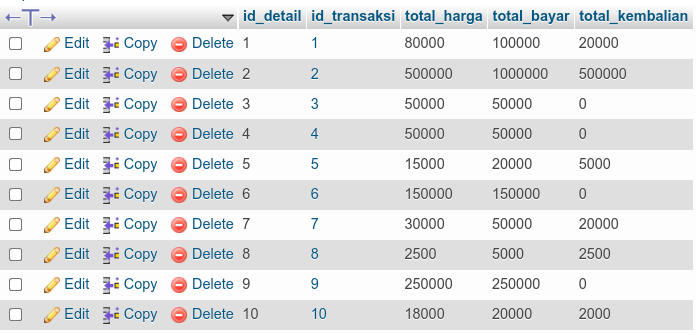 id_detail id_transaksi total_harga total_bayar total_kembalian
Edit Copy Delete 1 1 80000 100000 20000
Edit Copy Delete 2 2 500000 1000000 500000
Edit Copy Delete 3 3 50000 50000 0
Edit Copy Delete 4 4 50000 50000 0
Edit Copy Delete 5 5 15000 20000 5000
Edit Copy Delete 6 6 150000 150000 0
Edit Copy Delete 7 7 30000 50000 20000
Edit Copy Delete 8 8 2500 5000 2500
Edit Copy Delete 9 9 250000 250000 0
Edit Copy Delete 10 10 18000 20000 2000